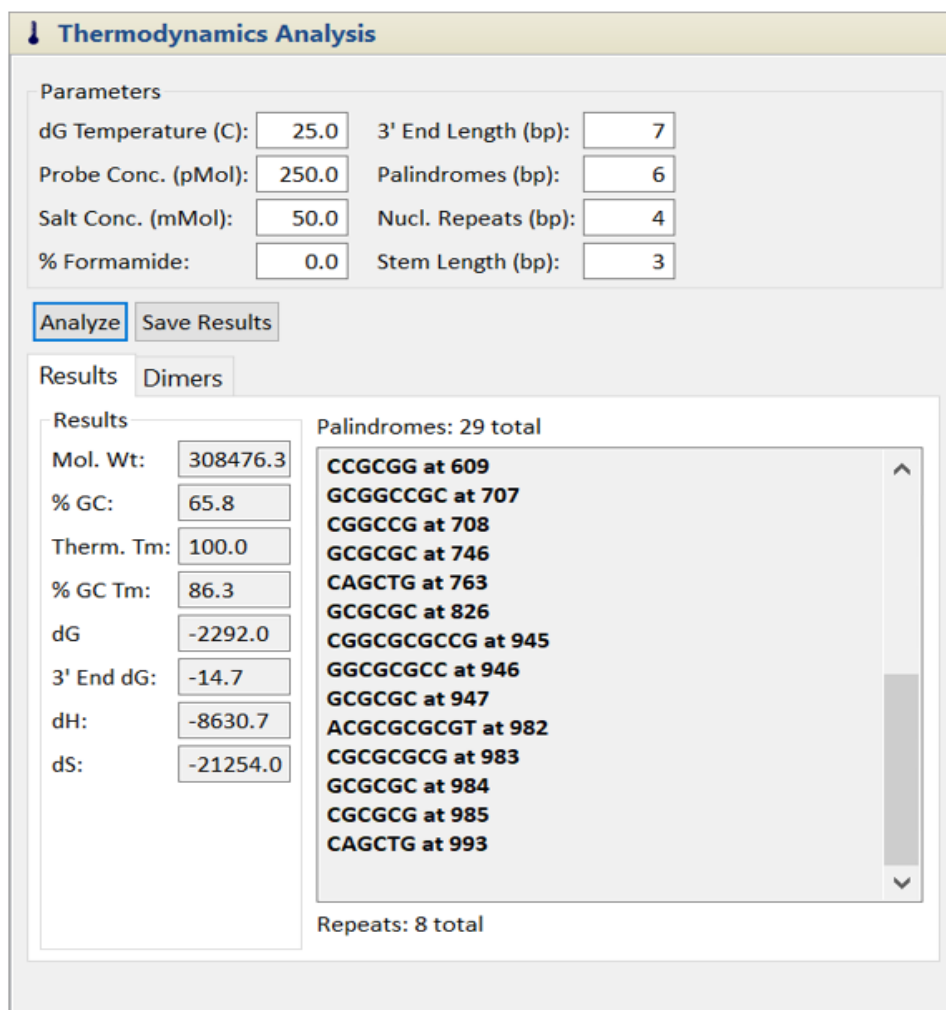 Thermodynamics Analysis
Parameters
dG Temperature (C): 25.0 3' End Length (bp): 7
Probe Conc. (pMol): 250.0 Palindromes (bp): 6
Salt Conc. (mMol): 50.0 Nucl. Repeats (bp): 4
% Formamide: 0.0 Stem Length (bp): 3
Analyze Save Results
Results Dimers
Results
Mol. Wt: 308476.3
% GC: 65.8
Therm. Tm: 100.0
% GC Tm: 86.3
dG -2292.0
3' End dG: -14.7
dH: -8630.7
dS: -21254.0
Palindromes: 29 total
CCGCGG at 609
GCGGCCGC at 707
CGGCCG at 708
GCGCGC at 746
CAGCTG at 763
GCGCGC at 826
CGGCGCGCCG at 945
GGCGCGCC at 946
GCGCGC at 947
ACGCGCGCGT at 982
CGCGCGCG at 983
GCGCGC at 984
CGCGCG at 985
CAGCTG at 993
Repeats: 8 total